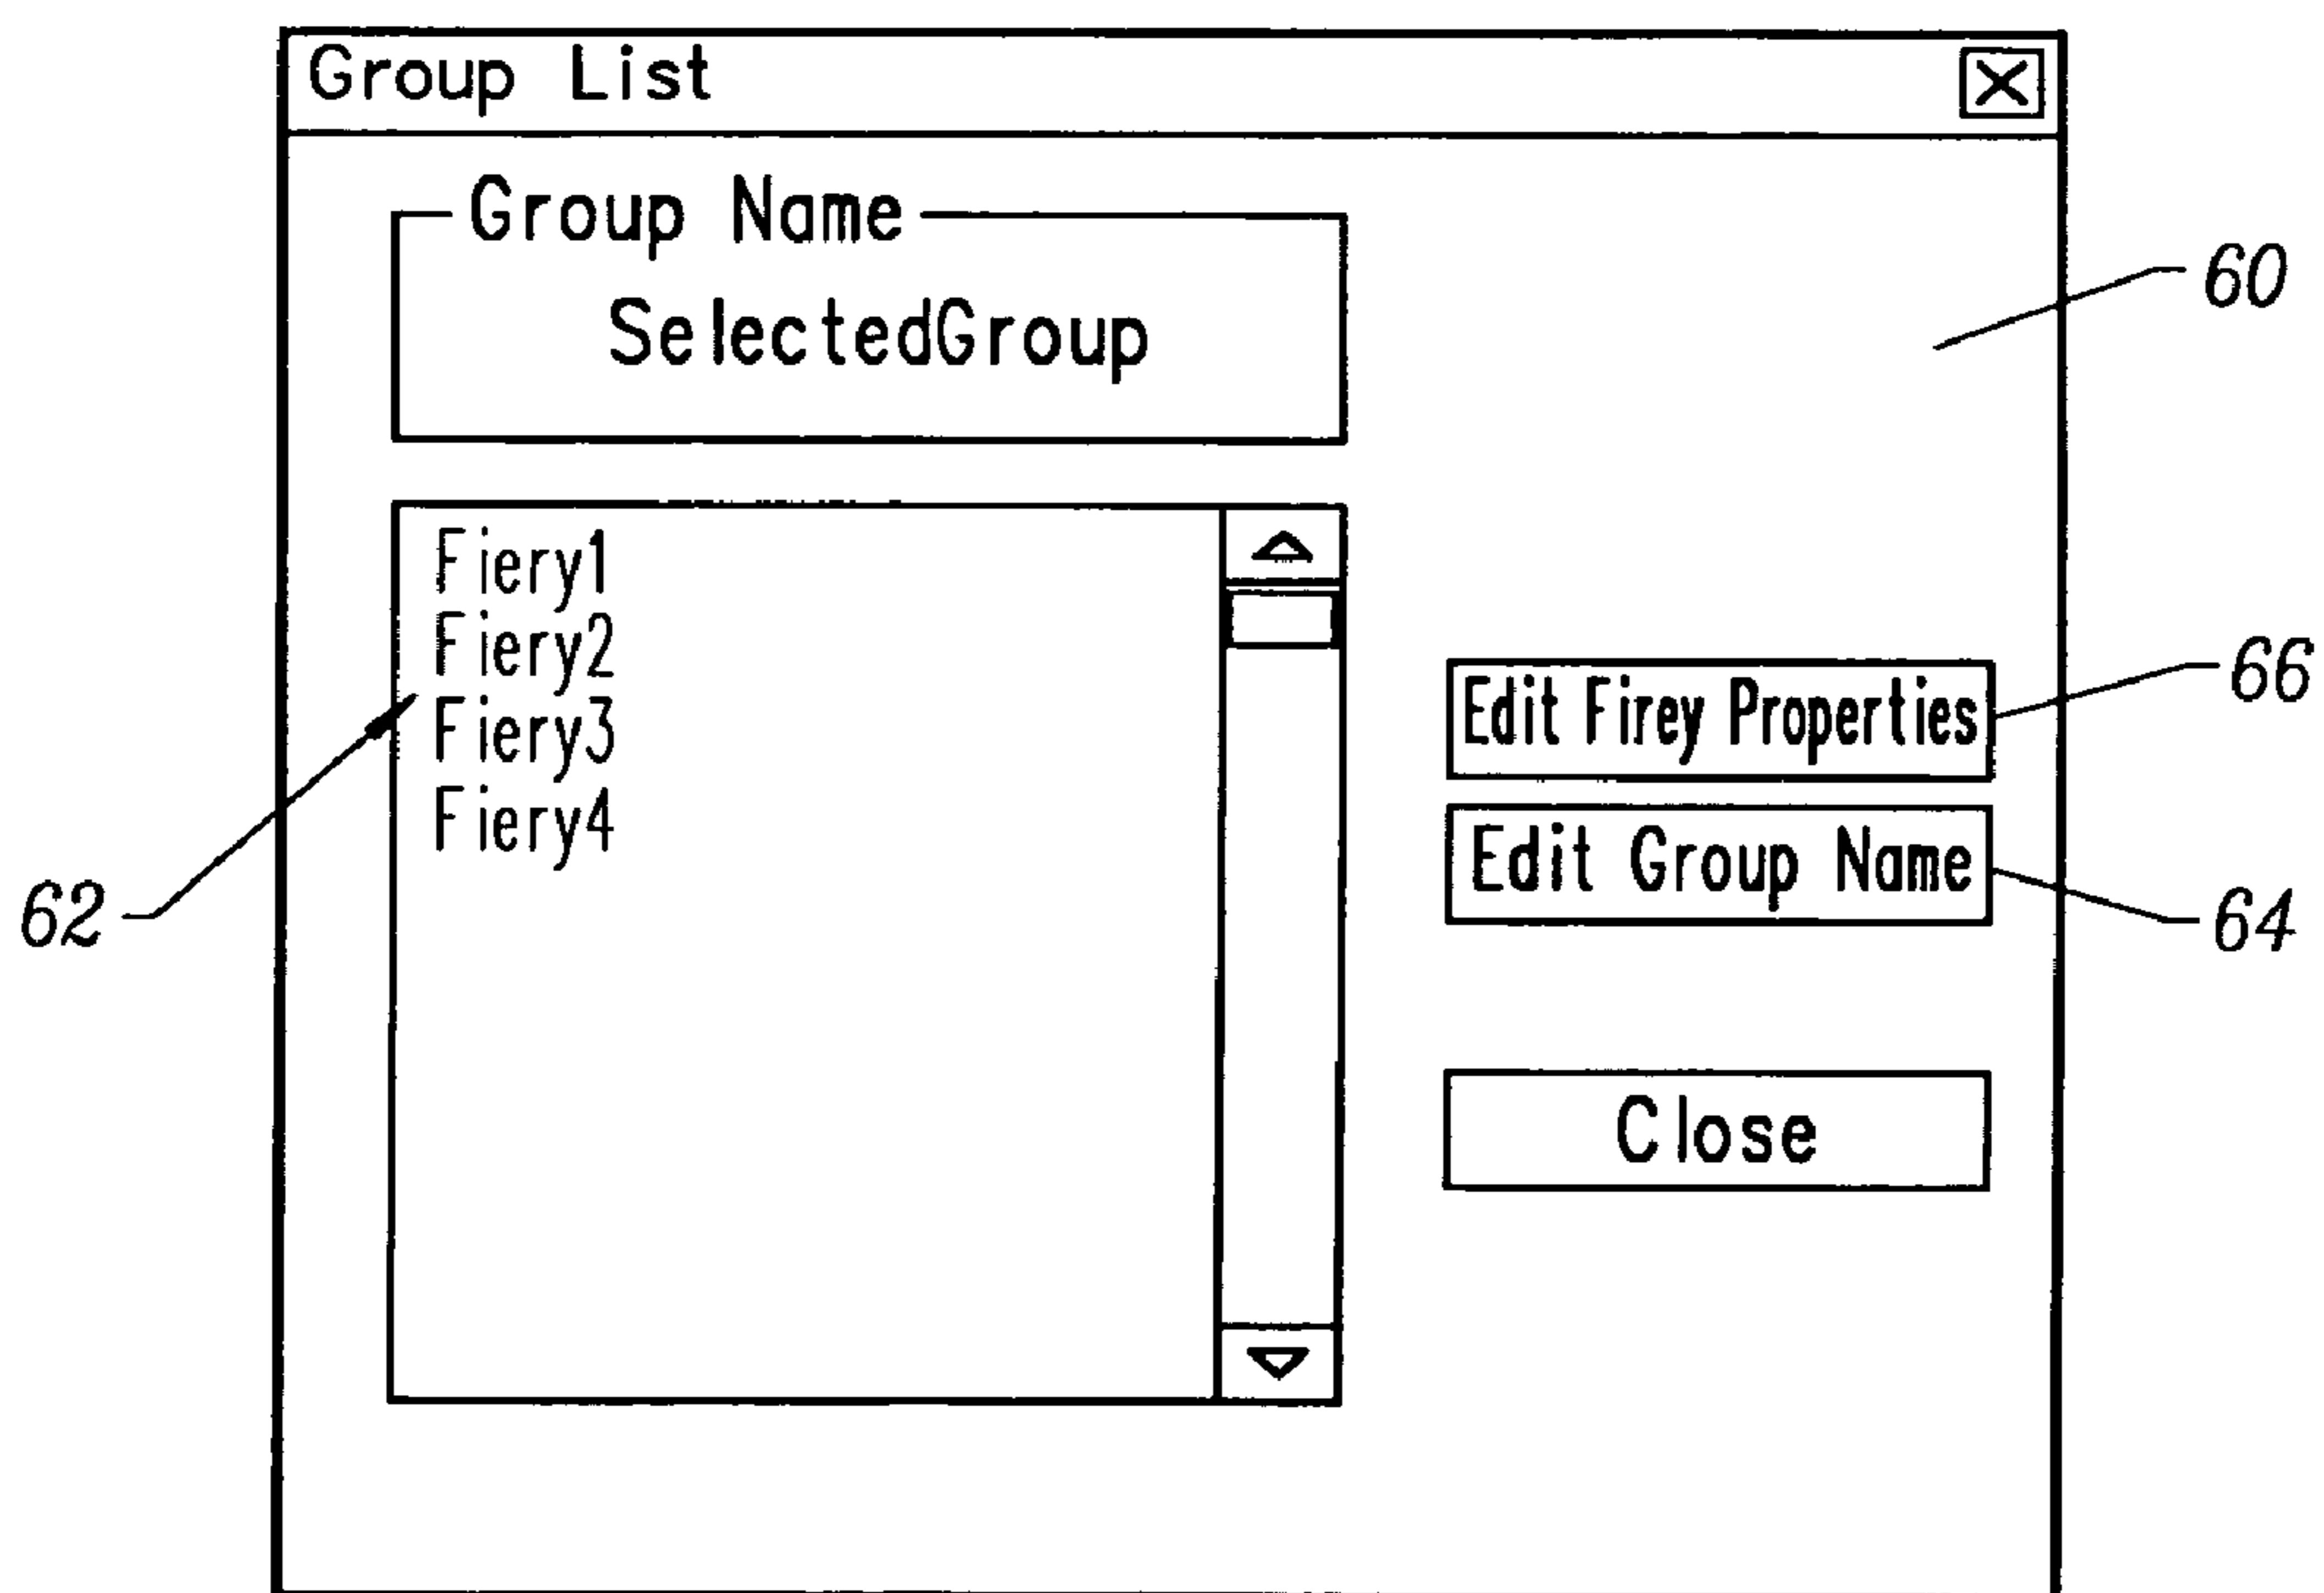 Group List
Group Name
SelectedGroup
60
Fiery1
Fiery2
Fiery3
Fiery4
62
Edit Firey Properties
66
Edit Group Name
64
Close